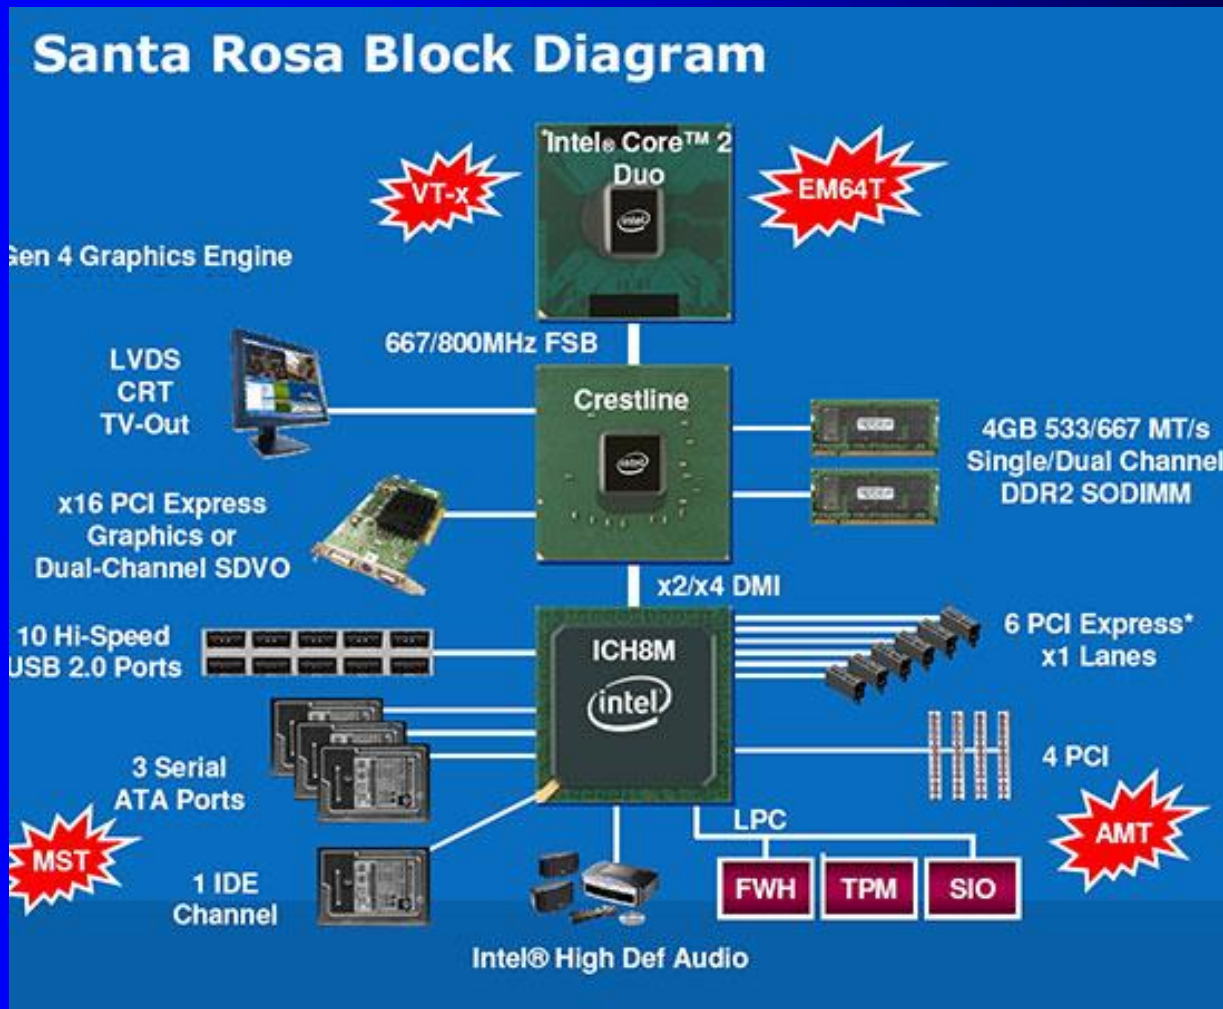 Santa Rosa Block Diagram
Intel® Core™ 2
Duo
VT-x
EM64T
intel
Gen 4 Graphics Engine
667/800MHz FSB
LVDS
CRT
TV-Out
Crestline
intel
4GB 533/667 MT/s
Single/Dual Channel
DDR2 SODIMM
x16 PCI Express
Graphics or
Dual-Channel SDVO
x2/x4 DMI
10 Hi-Speed
USB 2.0 Ports
ICH8M
intel
6 PCI Express*
x1 Lanes
3 Serial
ATA Ports
4 PCI
MST
AMT
LPC
1 IDE
Channel
FWH
TPM
SIO
Intel® High Def Audio